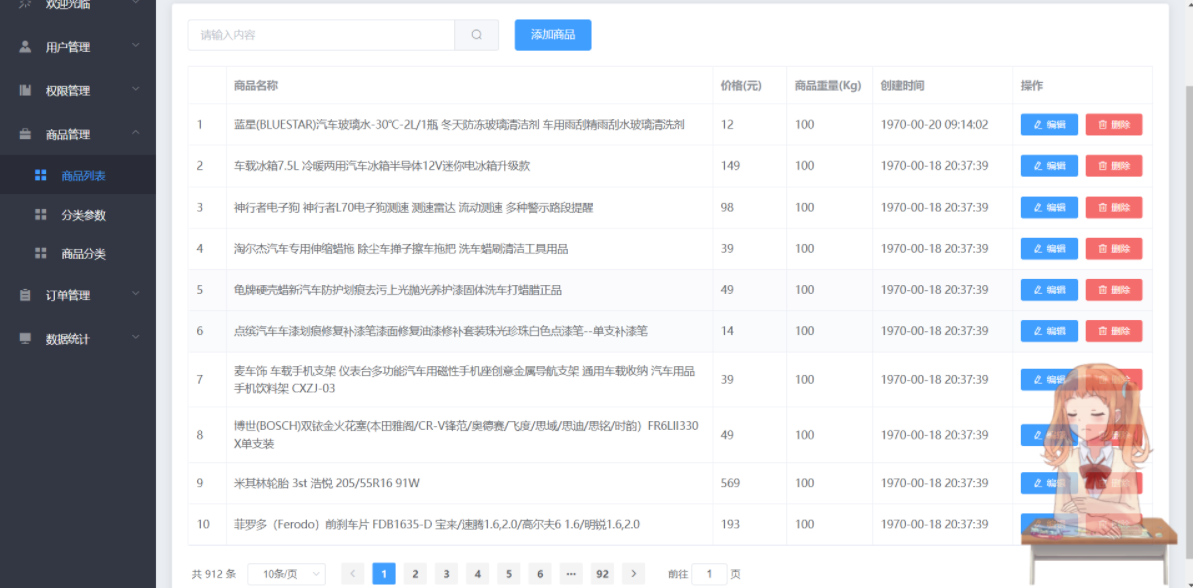 欢迎光临
用户管理
权限管理
商品管理
商品列表
分类参数
商品分类
订单管理
数据统计
请输入内容
添加商品
商品名称 价格(元) 商品重量(Kg) 创建时间 操作
1 蓝星(BLUESTAR)汽车玻璃水-30℃-2L/1瓶 冬天防冻玻璃清洁剂 车用雨刮精雨刮水玻璃清洗剂 12 100 1970-00-20 09:14:02 编辑 删除
2 车载冰箱7.5L 冷暖两用汽车冰箱半导体12V迷你电冰箱升级款 149 100 1970-00-18 20:37:39 编辑 删除
3 神行者电子狗 神行者L70电子狗测速 测速雷达 流动测速 多种警示路段提醒 98 100 1970-00-18 20:37:39 编辑 删除
4 淘尔杰汽车专用伸缩蜡拖 除尘车掸子擦车拖把 洗车蜡刷清洁工具用品 39 100 1970-00-18 20:37:39 编辑 删除
5 龟牌硬壳蜡新汽车防护划痕去污上光抛光养护漆固体洗车打蜡腊正品 49 100 1970-00-18 20:37:39 编辑 删除
6 点缤汽车车漆划痕修复补漆笔漆面修复油漆修补套装珠光珍珠白色点漆笔--单支补漆笔 14 100 1970-00-18 20:37:39 编辑 删除
7 麦车饰 车载手机支架 仪表台多功能汽车用磁性手机座创意金属导航支架 通用车载收纳 汽车用品
手机饮料架 CXZJ-03 39 100 1970-00-18 20:37:39 编辑 删除
8 博世(BOSCH)双铱金火花塞(本田雅阁/CR-V锋范/奥德赛/飞度/思域/思迪/思铭/时韵）FR6LII330
X单支装 49 100 1970-00-18 20:37:39
9 米其林轮胎 3st 浩悦 205/55R16 91W 569 100 1970-00-18 20:37:39 编辑
10 菲罗多（Ferodo）前刹车片 FDB1635-D 宝来/速腾1.6,2.0/高尔夫6 1.6/明锐1.6,2.0 193 100 1970-00-18 20:37:39
共 912 条 10条/页 1 2 3 4 5 6 ··· 92 前往 1 页